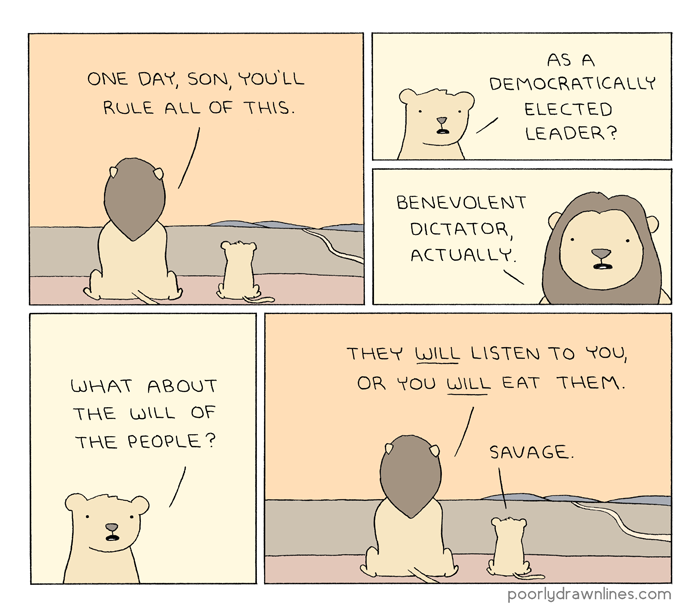 ONE DAY, SON, YOU'LL
RULE ALL OF THIS.
AS A
DEMOCRATICALLY
ELECTED
LEADER?
BENEVOLENT
DICTATOR,
ACTUALLY.
WHAT ABOUT
THE WILL OF
THE PEOPLE?
THEY WILL LISTEN TO YOU,
OR YOU WILL EAT THEM.
SAVAGE.
poorlydrawnlines.com